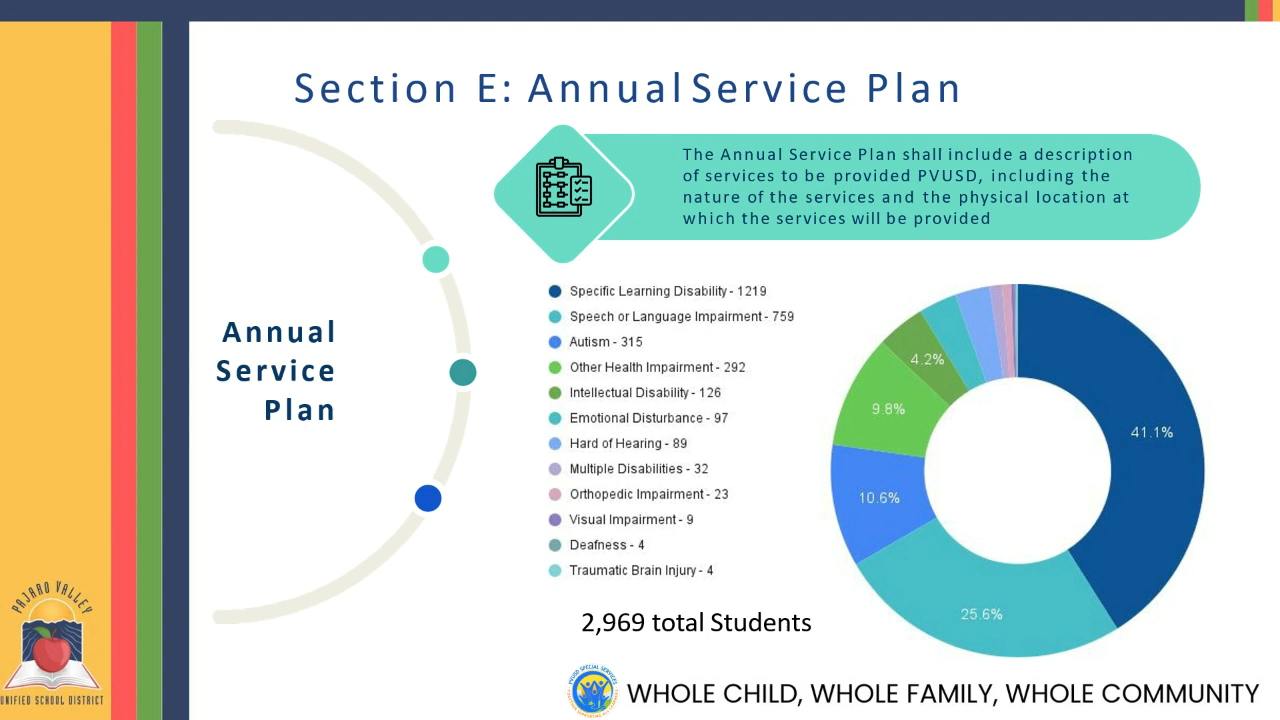 Section E: Annual Service Plan
The Annual Service Plan shall include a description
of services to be provided PVUSD, including the
nature of the services and the physical location at
which the services will be provided
Annual
Service
Plan
Specific Learning Disability - 1219
Speech or Language Impairment - 759
Autism - 315
Other Health Impairment - 292
Intellectual Disability - 126
Emotional Disturbance - 97
Hard of Hearing - 89
Multiple Disabilities - 32
Orthopedic Impairment - 23
Visual Impairment - 9
Deafness - 4
Traumatic Brain Injury - 4
4.2%
9.8%
41.1%
10.6%
25.6%
2,969 total Students
PAJARO VALLEY
UNIFIED SCHOOL DISTRICT
PVUSD SPECIAL SERVICES
WHOLE CHILD, WHOLE FAMILY, WHOLE COMMUNITY